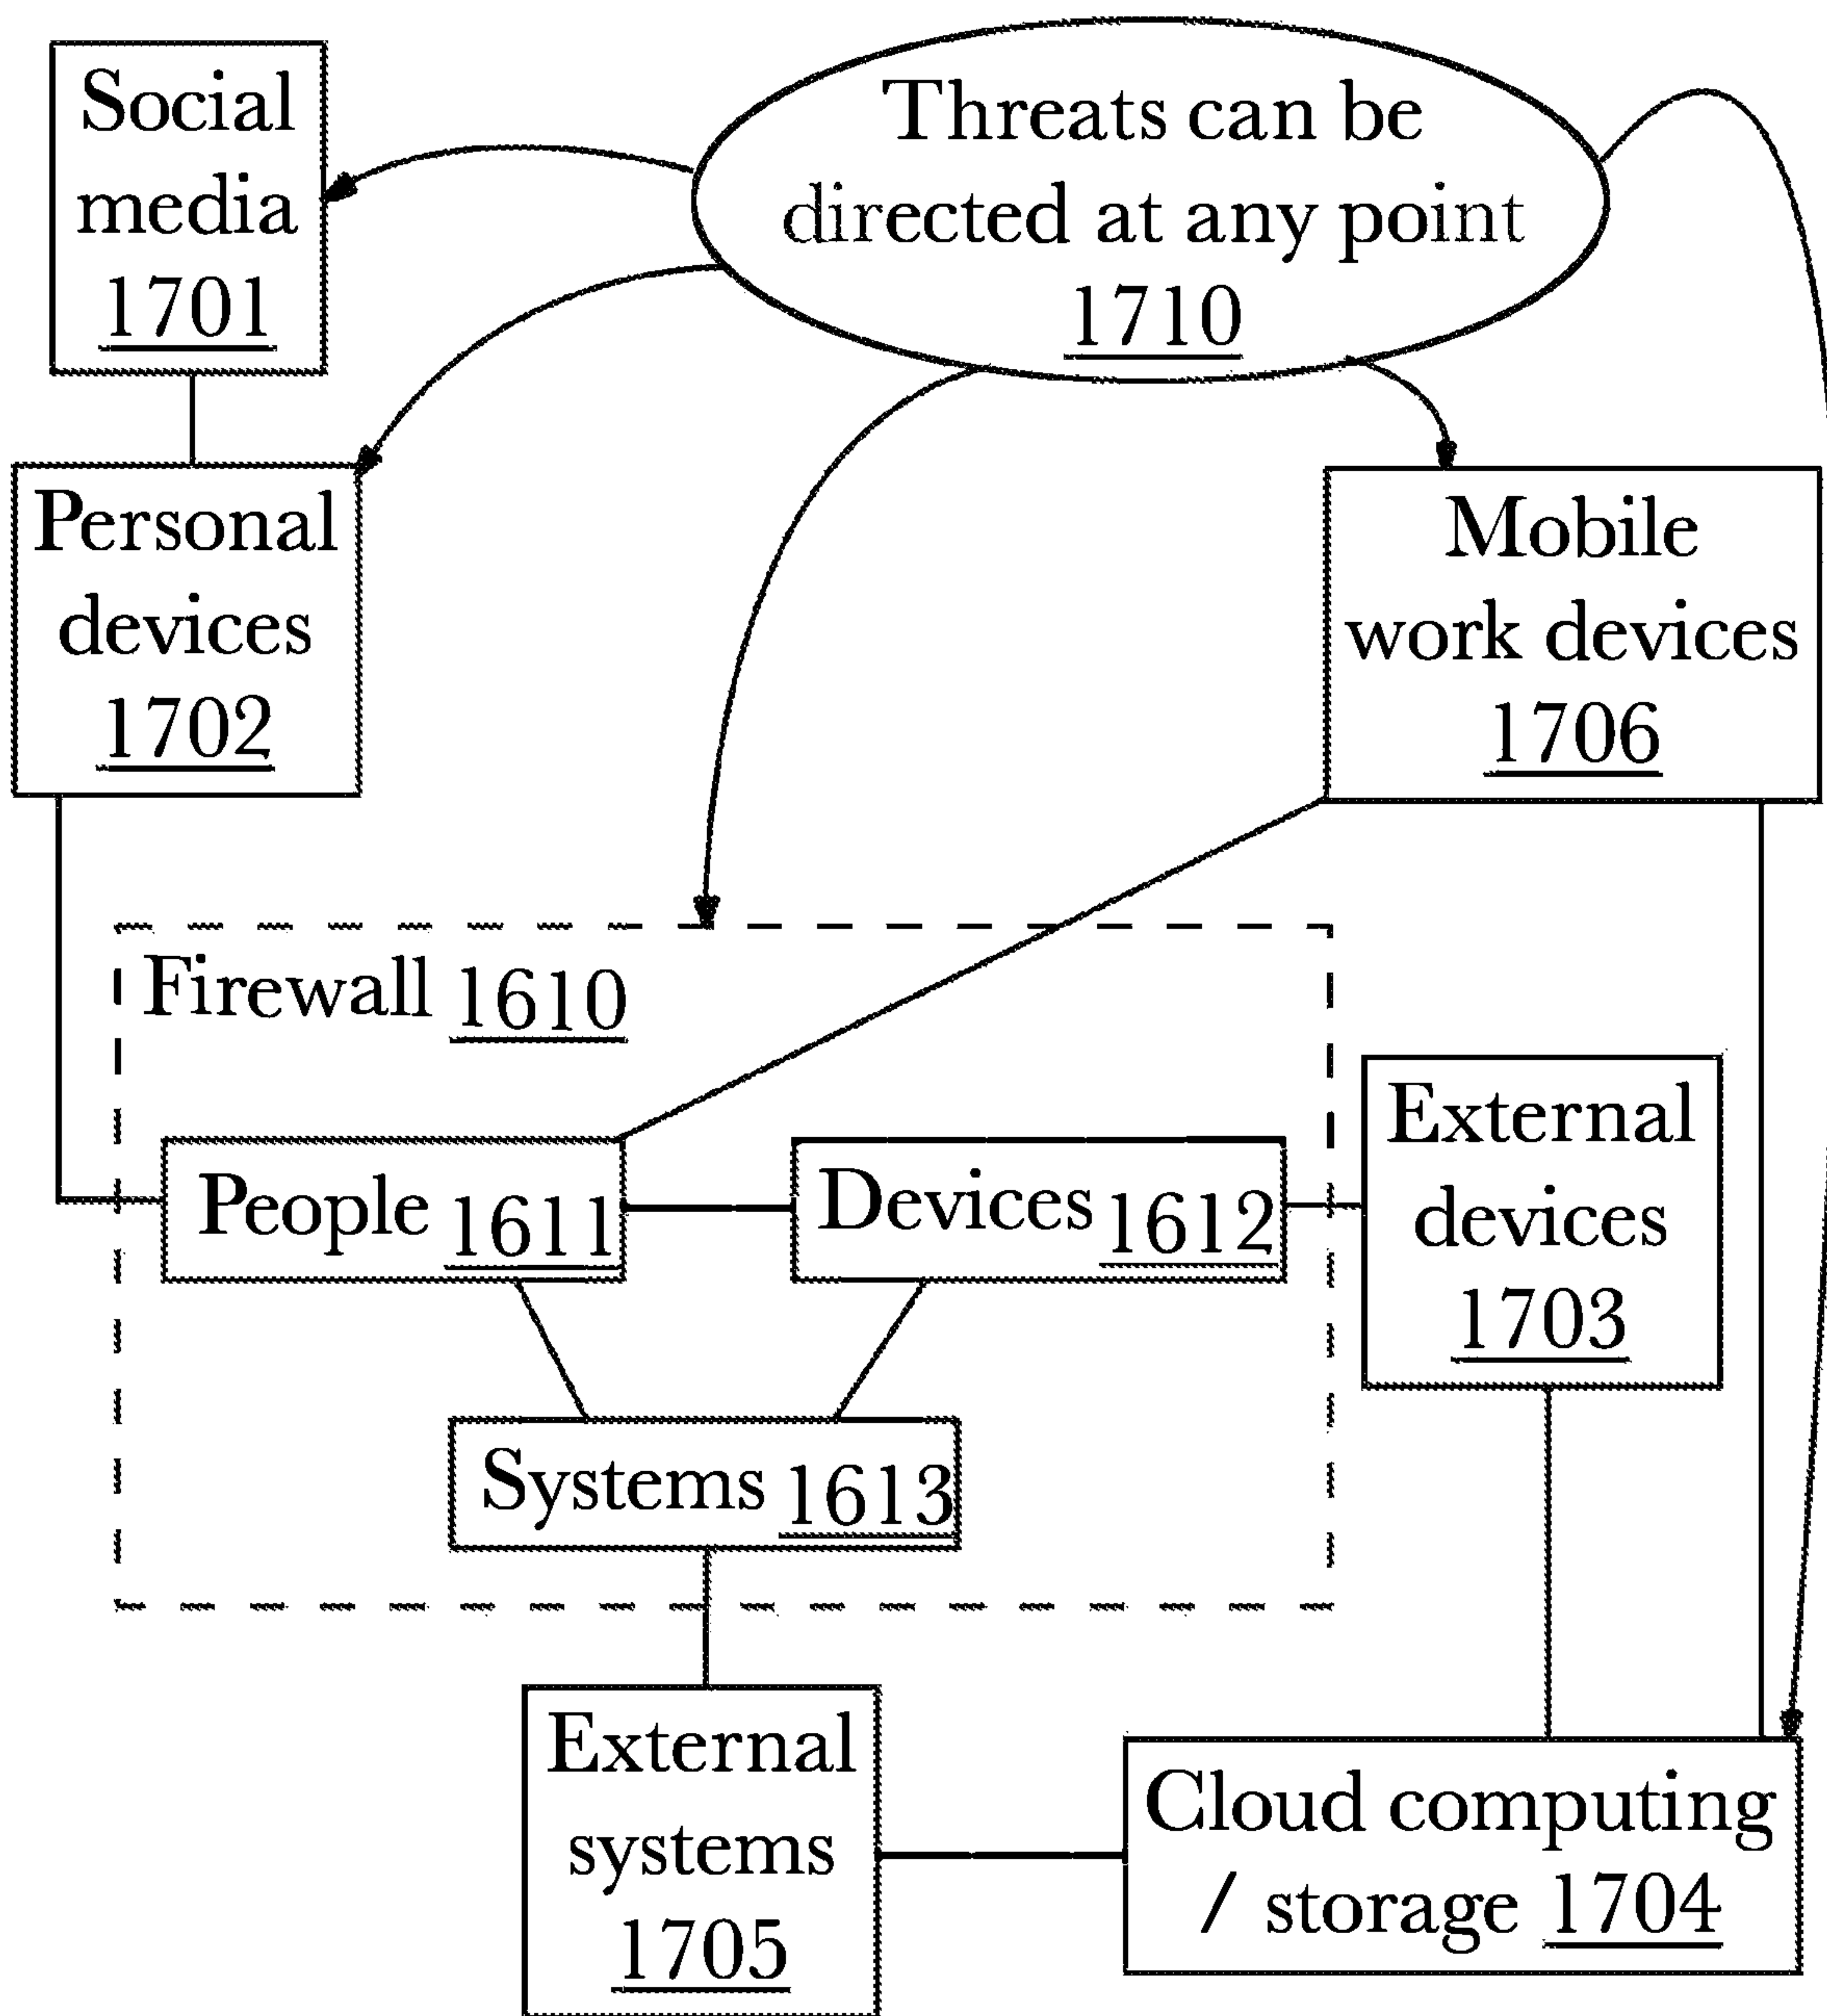 Social
media
1701
Threats can be
directed at any point
1710
Personal
devices
1702
Mobile
work devices
1706
Firewall 1610
People 1611
Devices 1612
External
devices
1703
Systems 1613
External
systems
1705
Cloud computing
/ storage 1704